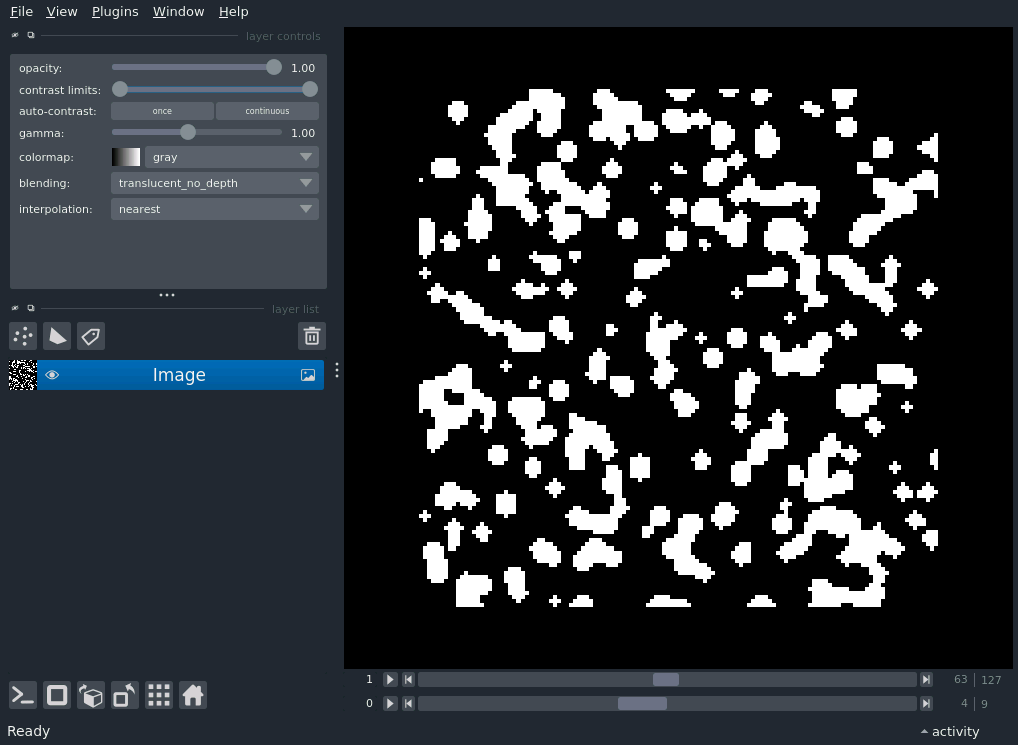 File View Plugins Window Help
layer controls
opacity: 1.00
contrast limits:
auto-contrast: once continuous
gamma: 1.00
colormap: gray
blending: translucent_no_depth
interpolation: nearest
layer list
Image
1 63 127
0 4 9
Ready activity